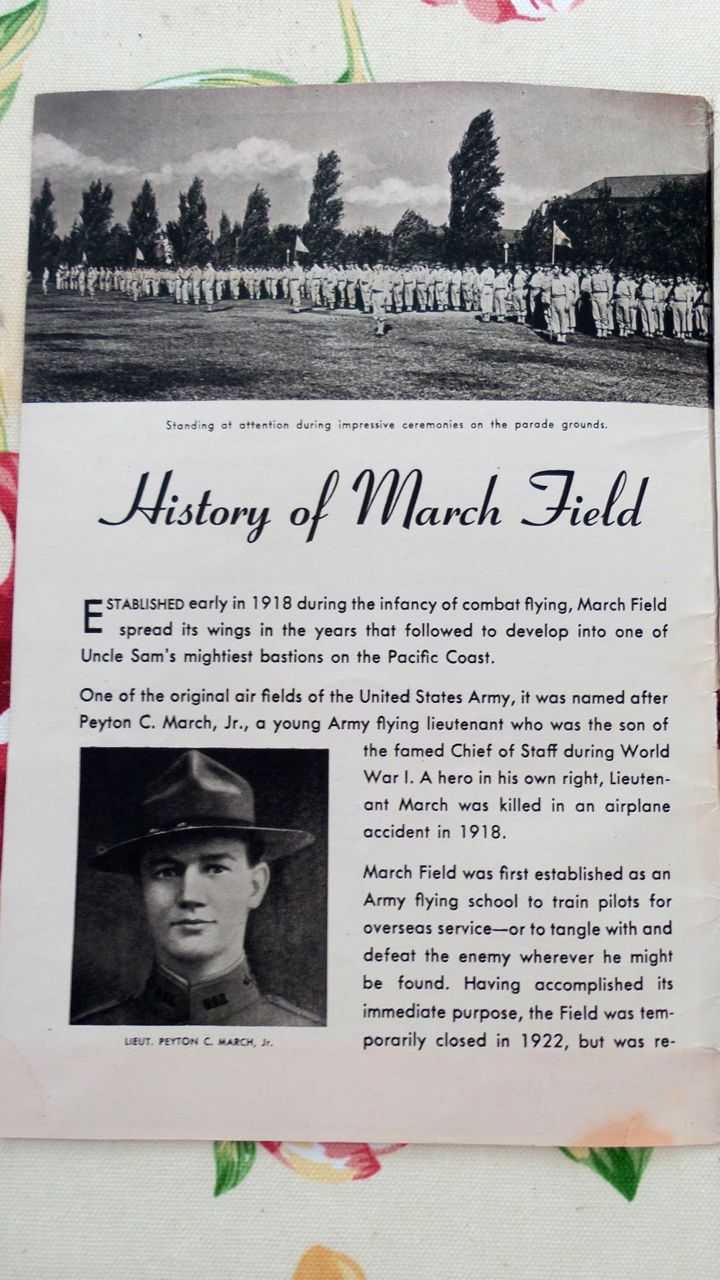 Standing at attention during impressive ceremonies on the parade grounds.
History of March Field
ESTABLISHED early in 1918 during the infancy of combat flying, March Field
spread its wings in the years that followed to develop into one of
Uncle Sam's mightiest bastions on the Pacific Coast.
One of the original air fields of the United States Army, it was named after
Peyton C. March, Jr., a young Army flying lieutenant who was the son of
the famed Chief of Staff during World
War I. A hero in his own right, Lieuten-
ant March was killed in an airplane
accident in 1918.
March Field was first established as an
Army flying school to train pilots for
overseas service—or to tangle with and
defeat the enemy wherever he might
be found. Having accomplished its
immediate purpose, the Field was tem-
porarily closed in 1922, but was re-
LIEUT. PEYTON C. MARCH, Jr.